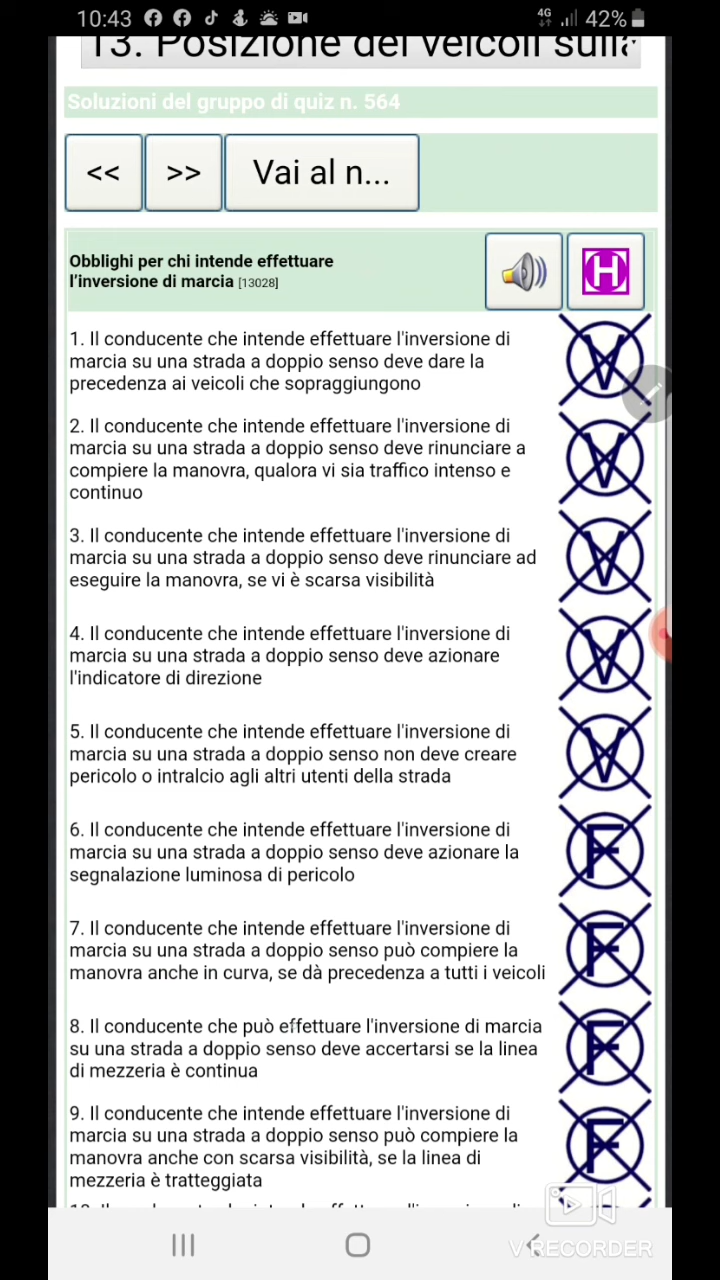 10:43
4G
42%
13. Posizione dei veicoli sulla
Soluzioni del gruppo di quiz n. 564
<< >> Vai al n...
Obblighi per chi intende effettuare
l'inversione di marcia [13028]
H
1. Il conducente che intende effettuare l'inversione di
marcia su una strada a doppio senso deve dare la
precedenza ai veicoli che sopraggiungono
V
2. Il conducente che intende effettuare l'inversione di
marcia su una strada a doppio senso deve rinunciare a
compiere la manovra, qualora vi sia traffico intenso e
continuo
V
3. Il conducente che intende effettuare l'inversione di
marcia su una strada a doppio senso deve rinunciare ad
eseguire la manovra, se vi è scarsa visibilità
V
4. Il conducente che intende effettuare l'inversione di
marcia su una strada a doppio senso deve azionare
l'indicatore di direzione
V
5. Il conducente che intende effettuare l'inversione di
marcia su una strada a doppio senso non deve creare
pericolo o intralcio agli altri utenti della strada
V
6. Il conducente che intende effettuare l'inversione di
marcia su una strada a doppio senso deve azionare la
segnalazione luminosa di pericolo
F
7. Il conducente che intende effettuare l'inversione di
marcia su una strada a doppio senso può compiere la
manovra anche in curva, se dà precedenza a tutti i veicoli
F
8. Il conducente che può effettuare l'inversione di marcia
su una strada a doppio senso deve accertarsi se la linea
di mezzeria è continua
F
9. Il conducente che intende effettuare l'inversione di
marcia su una strada a doppio senso può compiere la
manovra anche con scarsa visibilità, se la linea di
mezzeria è tratteggiata
F
V RECORDER